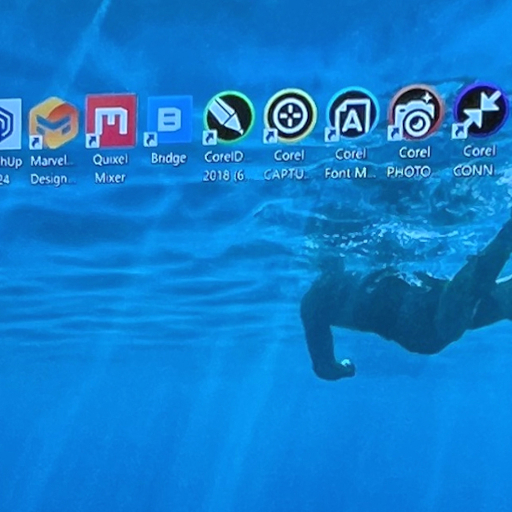 hUp Marvel... Quixel Bridge CorelD Corel Corel Corel Corel
24 Design... Mixer 2018 (6... CAPTU... Font M... PHOTO... CONN...